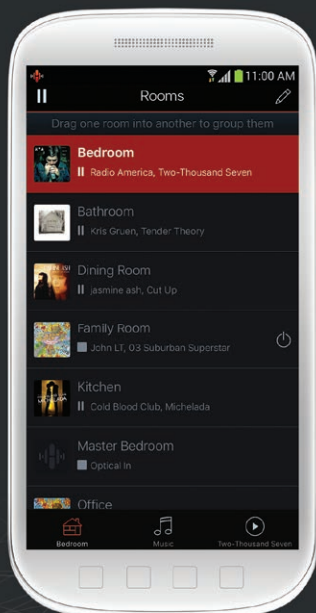 11:00 AM
Rooms
Drag one room into another to group them
Bedroom
Radio America, Two-Thousand Seven
Bathroom
Kris Gruen, Tender Theory
Dining Room
jasmine ash, Cut Up
Family Room
John LT, 03 Suburban Superstar
Kitchen
MICHELADA
Cold Blood Club, Michelada
Master Bedroom
Optical In
Office
Bedroom
Music
Two-Thousand Seven